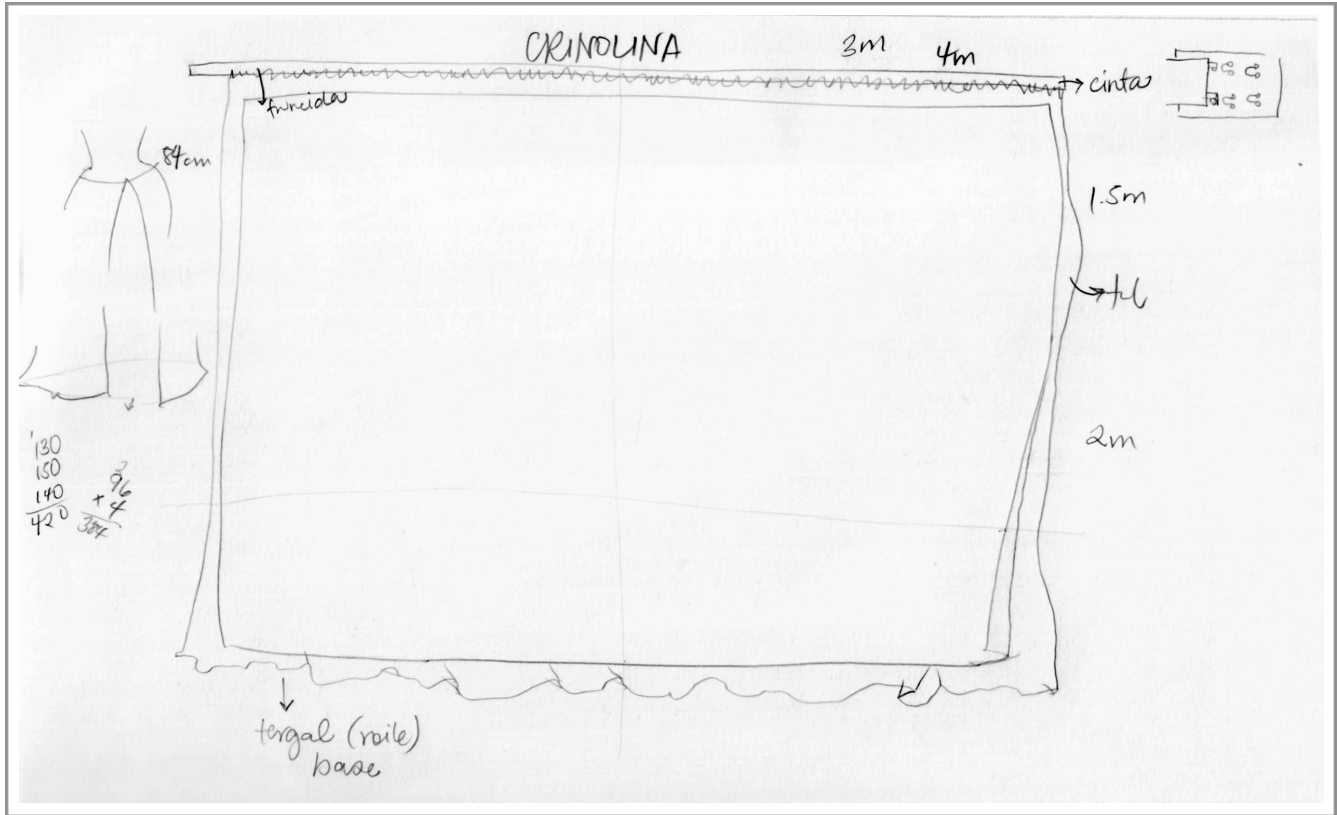 CRINOLINA
3m
4m
cinta
84cm
1.5m
tul
2m
130
150
140
420
2
96
x 4
384
tergal (voile)
base